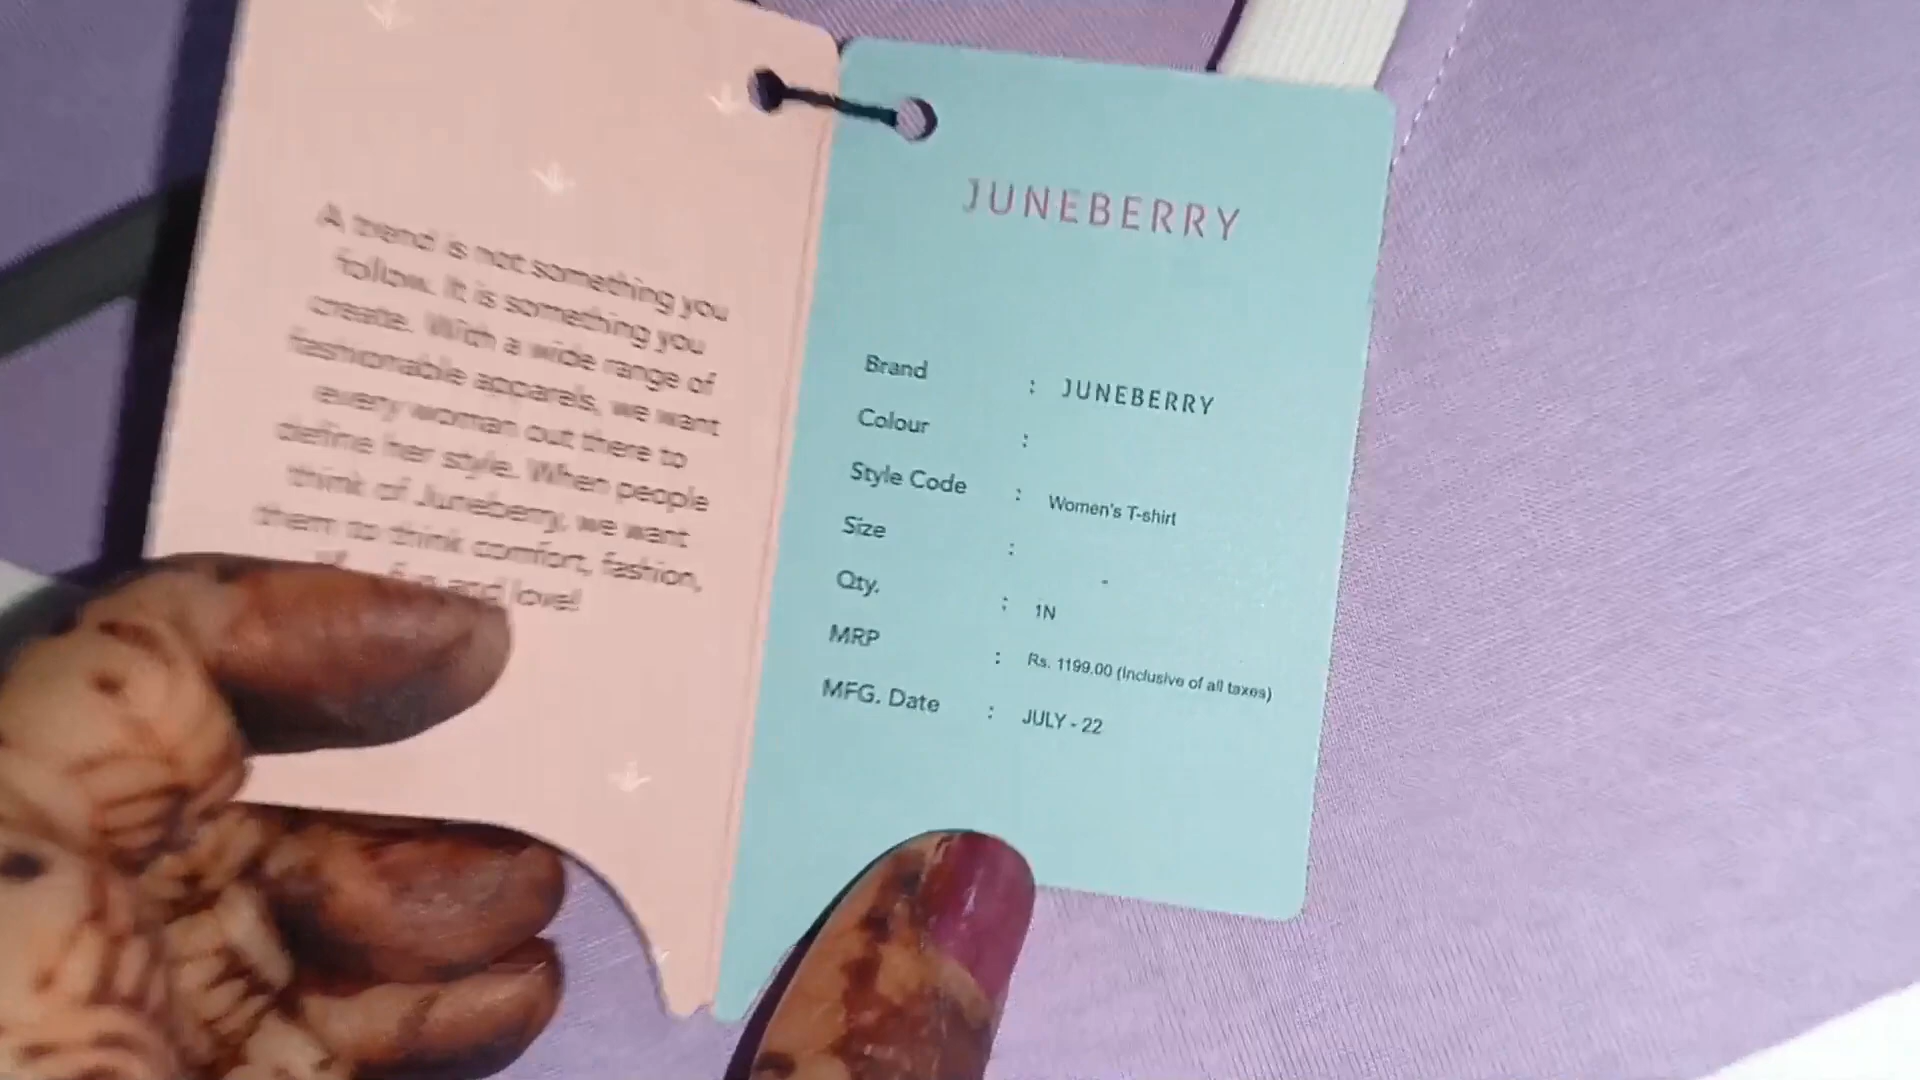 A trend is not something you
follow. It is something you
create. With a wide range of
fashionable apparels, we want
every woman out there to
define her style. When people
think of Juneberry, we want
them to think comfort, fashion,
and love!
JUNEBERRY
Brand : JUNEBERRY
Colour :
Style Code : Women's T-shirt
Size : -
Qty. : 1N
MRP : Rs. 1199.00 (Inclusive of all taxes)
MFG. Date : JULY - 22